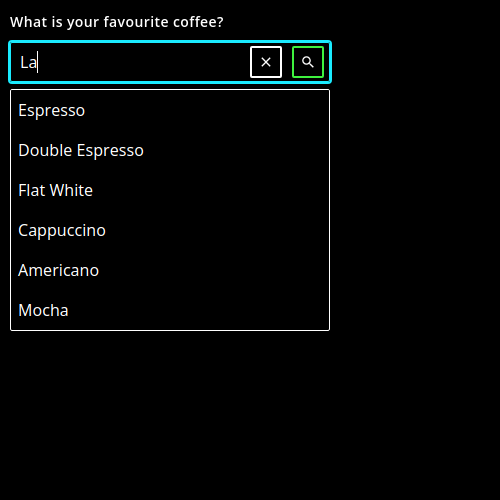 What is your favourite coffee?
La
Espresso
Double Espresso
Flat White
Cappuccino
Americano
Mocha